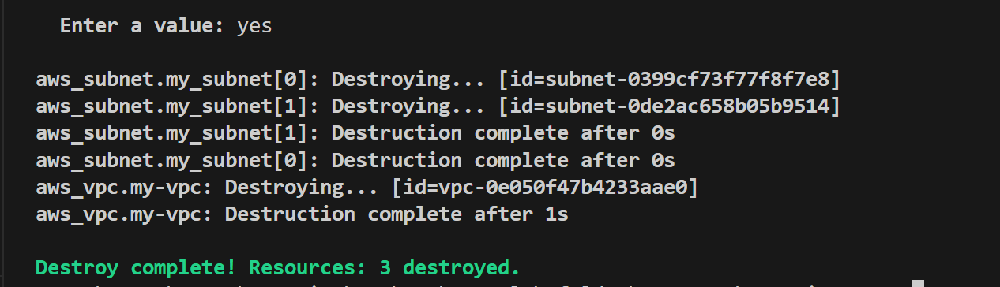 Enter a value: yes
aws_subnet.my_subnet[0]: Destroying... [id=subnet-0399cf73f77f8f7e8]
aws_subnet.my_subnet[1]: Destroying... [id=subnet-0de2ac658b05b9514]
aws_subnet.my_subnet[1]: Destruction complete after 0s
aws_subnet.my_subnet[0]: Destruction complete after 0s
aws_vpc.my-vpc: Destroying... [id=vpc-0e050f47b4233aae0]
aws_vpc.my-vpc: Destruction complete after 1s
Destroy complete! Resources: 3 destroyed.